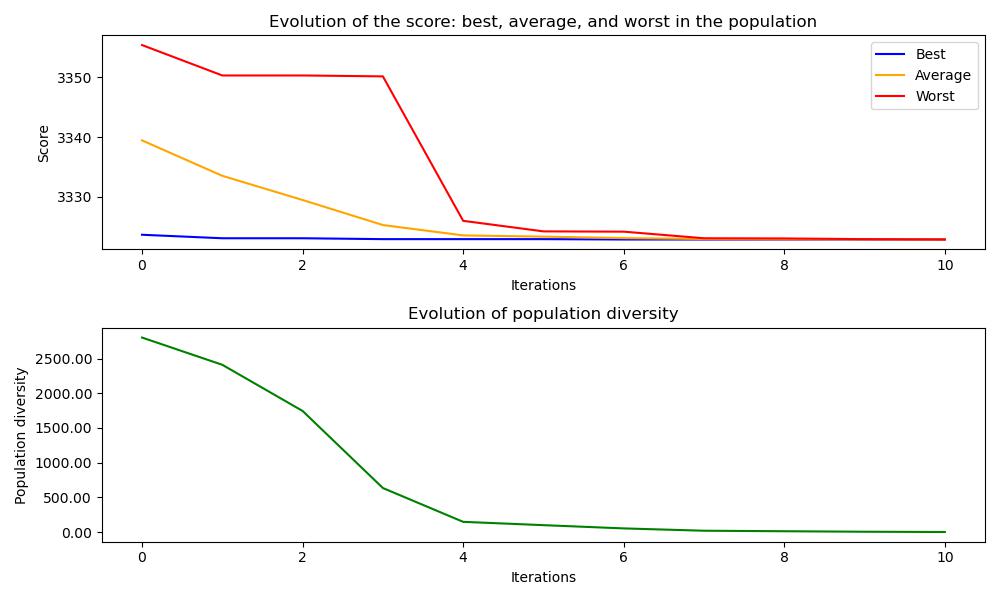 Evolution of the score: best, average, and worst in the population
Score
3350
3340
3330
Best
Average
Worst
0 2 4 6 8 10
Iterations
Evolution of population diversity
Population diversity
2500.00
2000.00
1500.00
1000.00
500.00
0.00
0 2 4 6 8 10
Iterations